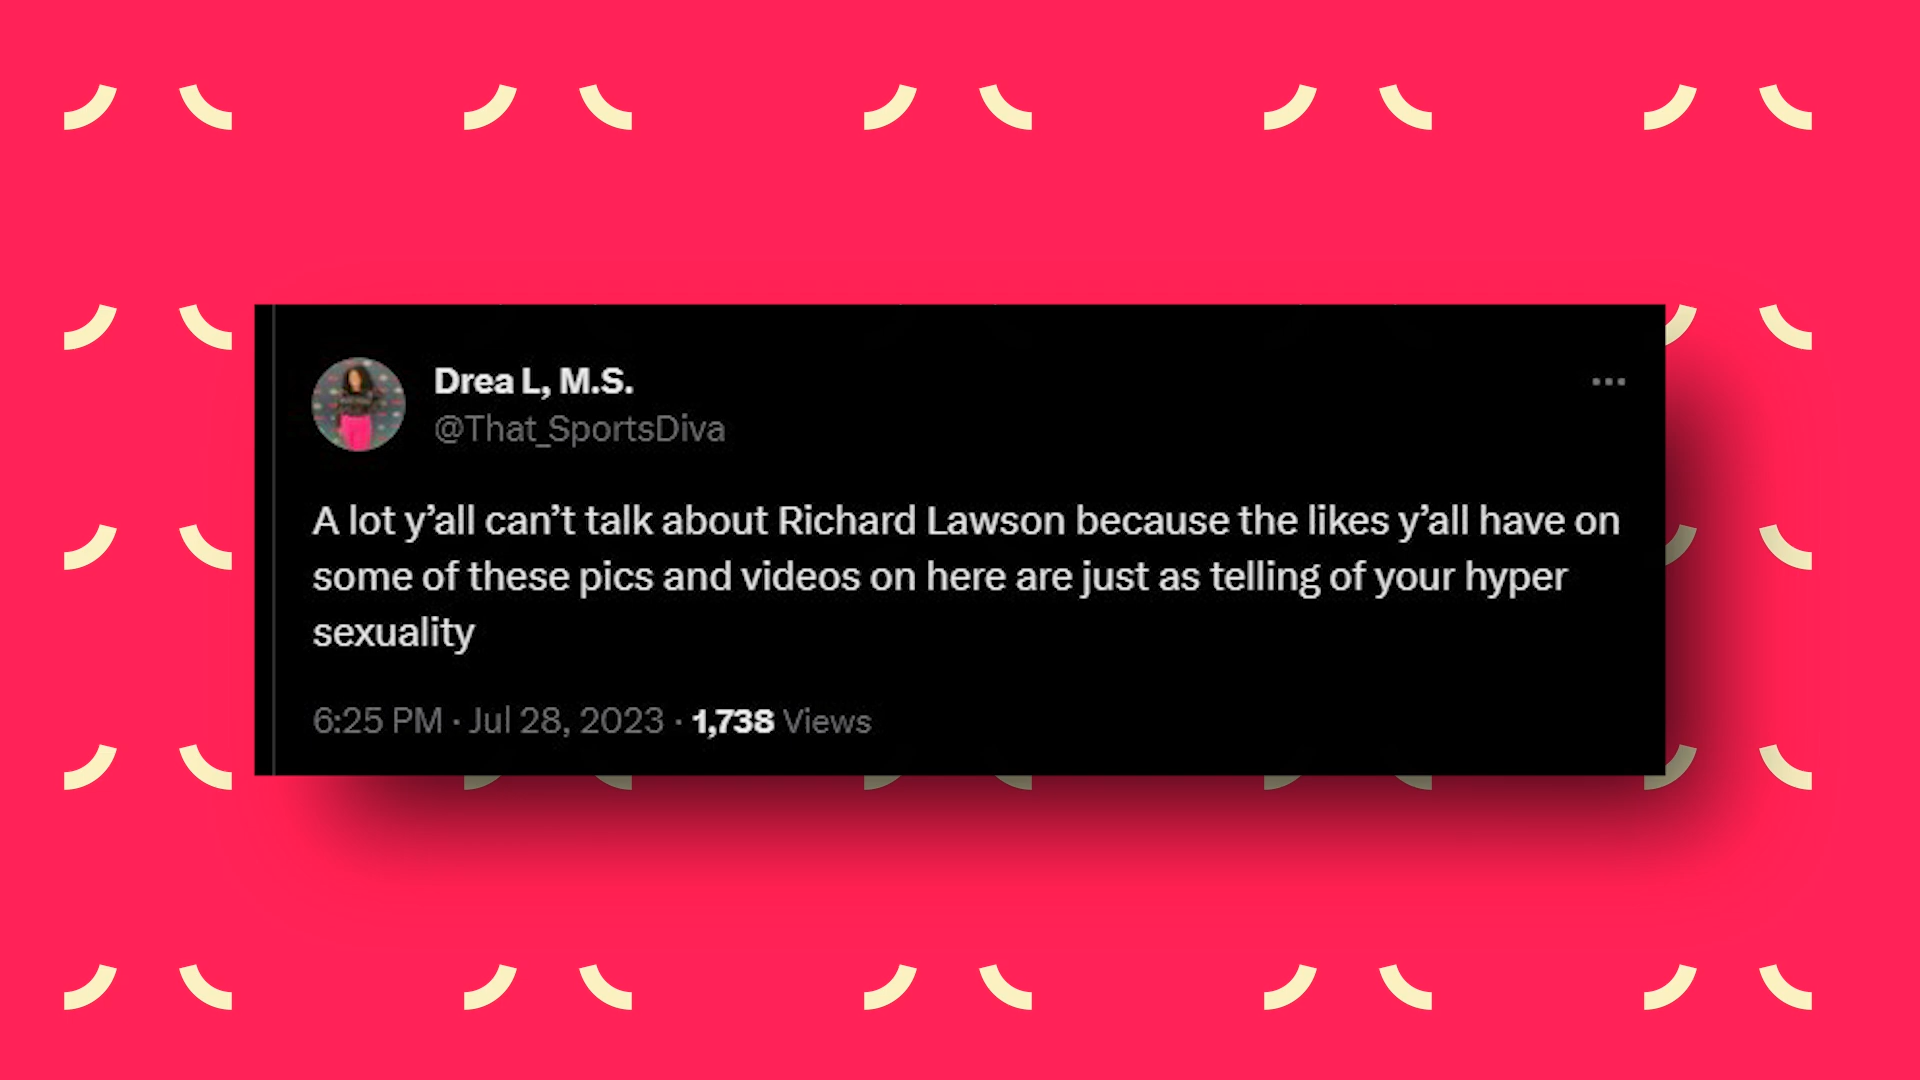 Drea L, M.S.
@That_SportsDiva
A lot y’all can’t talk about Richard Lawson because the likes y’all have on
some of these pics and videos on here are just as telling of your hyper
sexuality
6:25 PM · Jul 28, 2023 · 1,738 Views